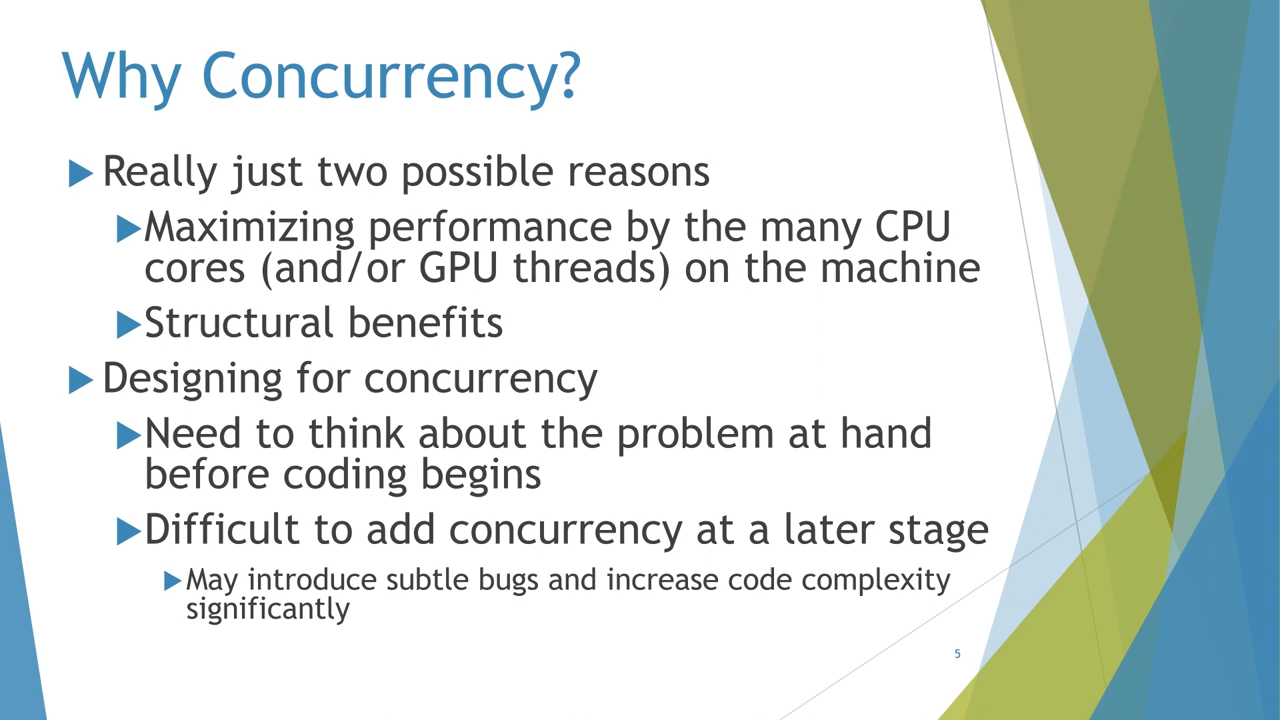 Why Concurrency?
Really just two possible reasons
Maximizing performance by the many CPU
cores (and/or GPU threads) on the machine
Structural benefits
Designing for concurrency
Need to think about the problem at hand
before coding begins
Difficult to add concurrency at a later stage
May introduce subtle bugs and increase code complexity
significantly
5